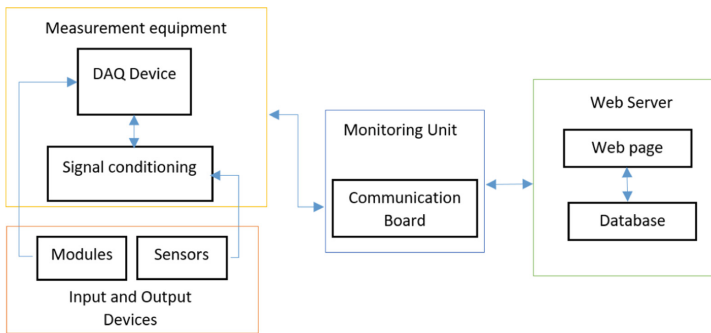 Measurement equipment
DAQ Device
Signal conditioning
Modules
Sensors
Input and Output
Devices
Monitoring Unit
Communication
Board
Web Server
Web page
Database